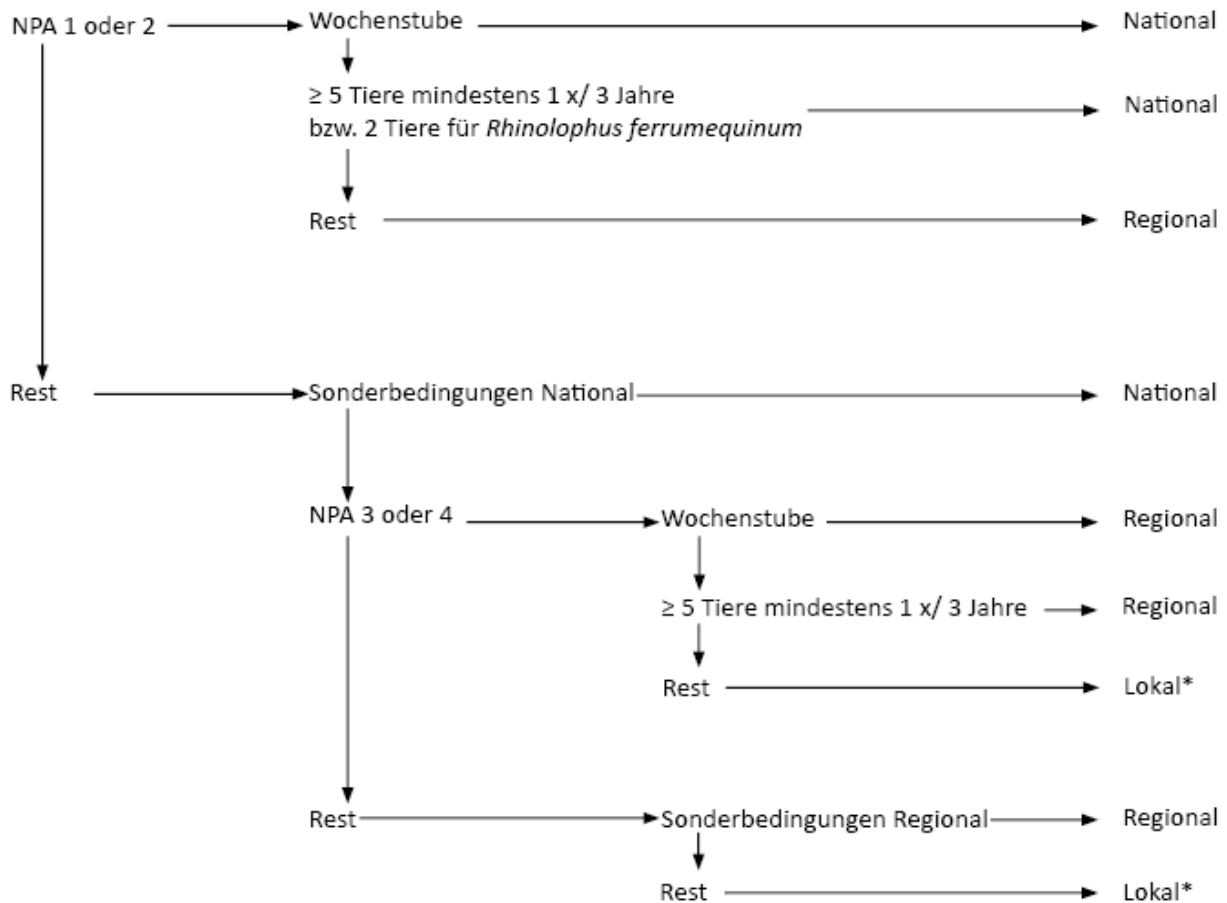 NPA 1 oder 2
Wochenstube
National
≥ 5 Tiere mindestens 1 x/ 3 Jahre
bzw. 2 Tiere für Rhinolophus ferrumequinum
National
Rest
Regional
Rest
Sonderbedingungen National
National
NPA 3 oder 4
Wochenstube
Regional
≥ 5 Tiere mindestens 1 x/ 3 Jahre
Regional
Rest
Lokal*
Rest
Sonderbedingungen Regional
Regional
Rest
Lokal*